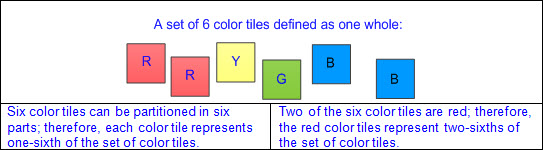 A set of 6 color tiles defined as one whole:
R R Y G B B
Six color tiles can be partitioned in six
parts; therefore, each color tile represents
one-sixth of the set of color tiles.
Two of the six color tiles are red; therefore,
the red color tiles represent two-sixths of
the set of color tiles.